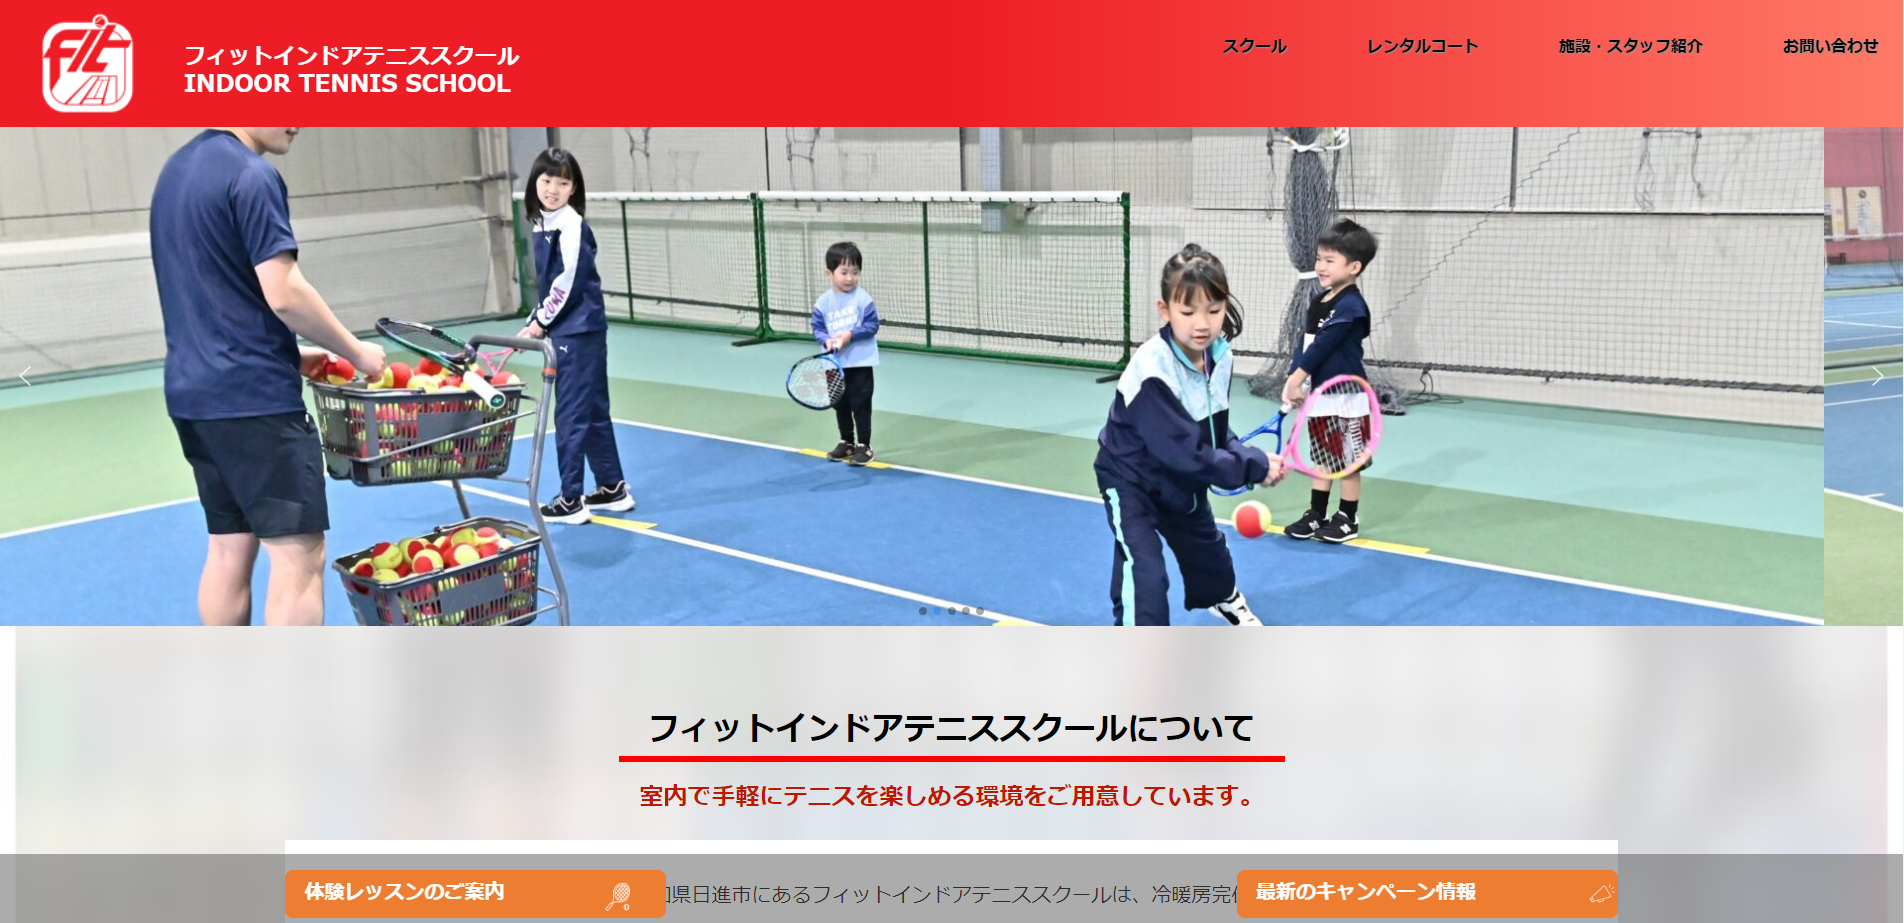 FIT
フィットインドアテニススクール
INDOOR TENNIS SCHOOL
スクール
レンタルコート
施設・スタッフ紹介
お問い合わせ
TAKE
フィットインドアテニススクールについて
室内で手軽にテニスを楽しめる環境をご用意しています。
県日進市にあるフィットインドアテニススクールは、冷暖房完
体験レッスンのご案内
最新のキャンペーン情報